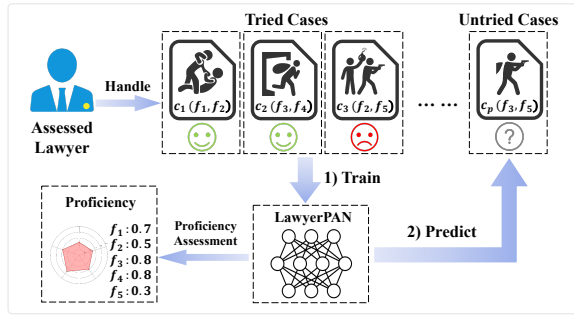 Tried Cases
Untried Cases
Handle
Assessed
Lawyer
c1 (f1, f2)
c2 (f3, f4)
c3 (f2, f5)
... ...
cp (f3, f5)
?
1) Train
Proficiency
f1: 0.7
f2: 0.5
f3: 0.8
f4: 0.8
f5: 0.3
Proficiency
Assessment
LawyerPAN
2) Predict